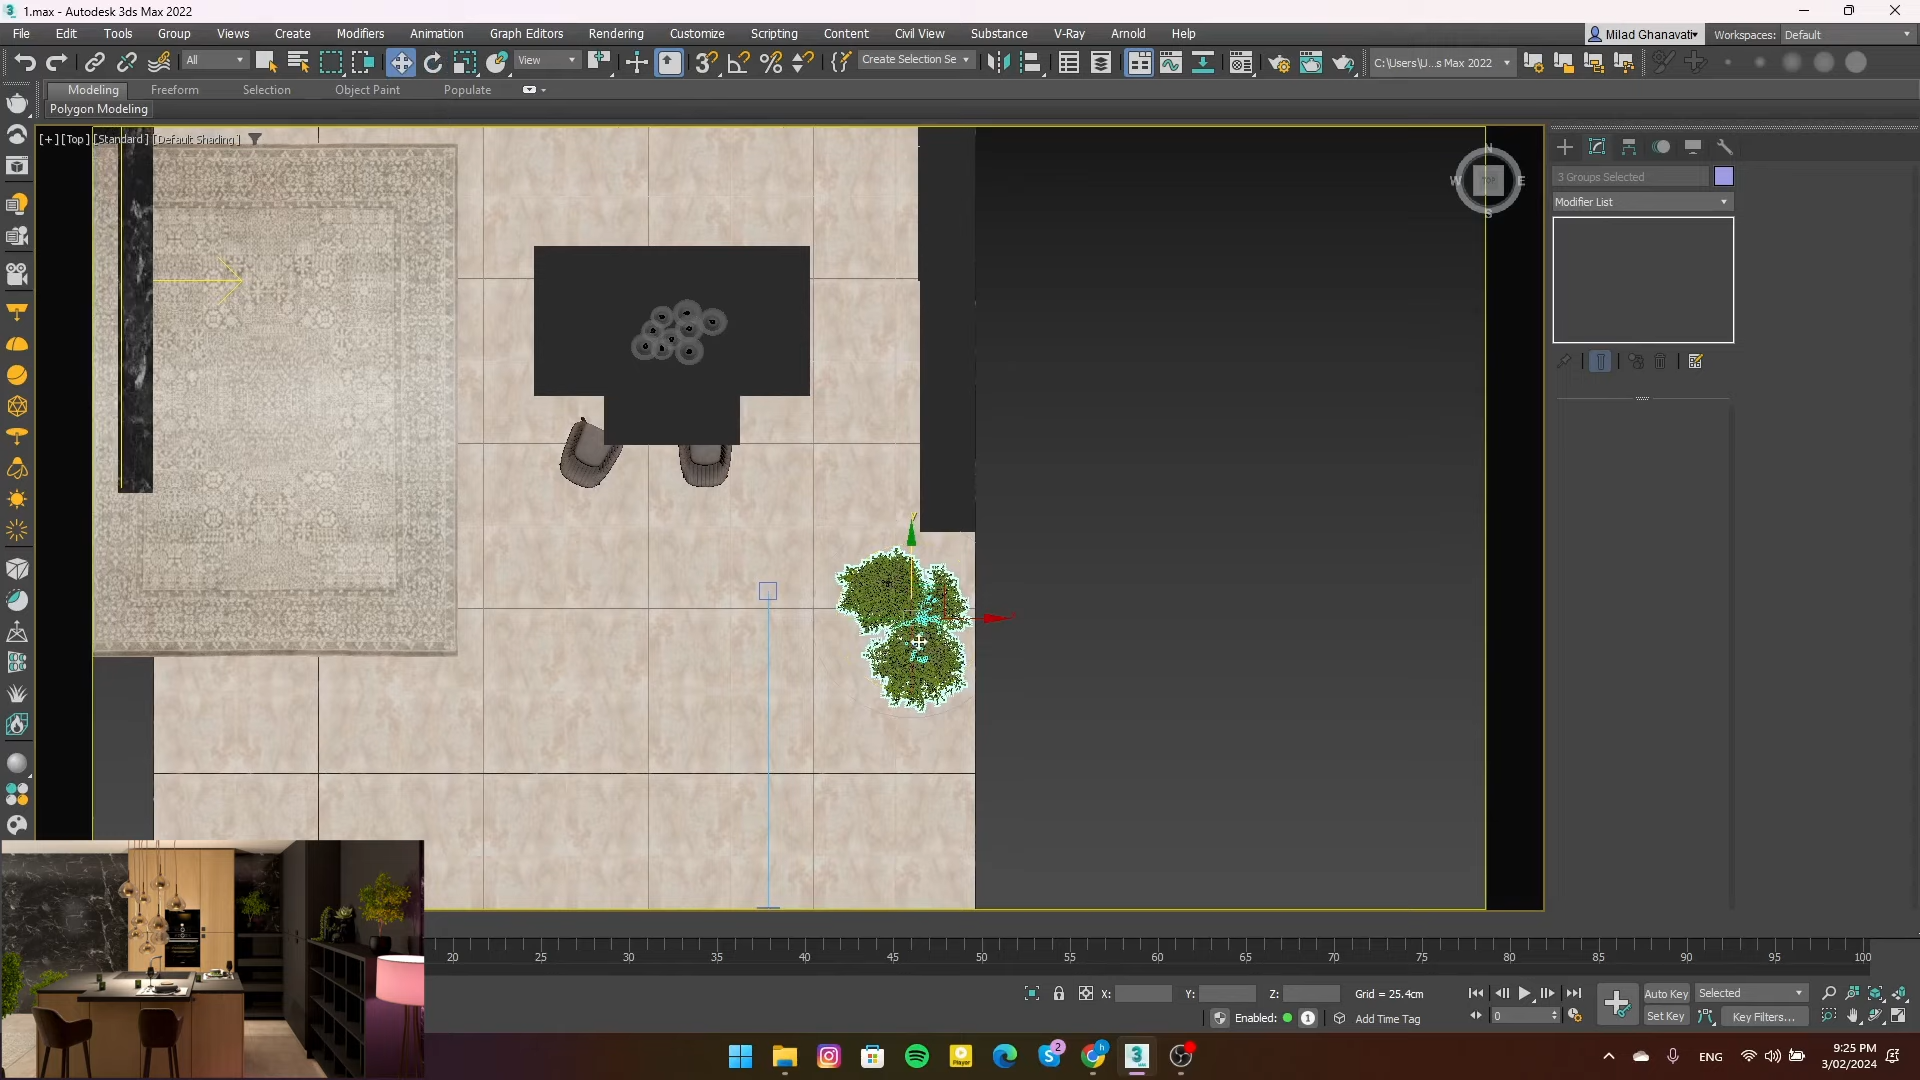 1.max - Autodesk 3ds Max 2022
File Edit Tools Group Views Create Modifiers Animation Graph Editors Rendering Customize Scripting Content Civil View Substance V-Ray Arnold Help
Milad Ghanavati Workspaces: Default
All View Create Selection Se C:\Users\U...s Max 2022
Modeling Freeform Selection Object Paint Populate
Polygon Modeling
[+] [Top] [Standard] [Default Shading]
N
W TOP E
S
3 Groups Selected
Modifier List
y
20 25 30 35 40 45 50 55 60 65 70 75 80 85 90 95 100
X: Y: Z: Grid = 25.4cm Auto Key Selected
Enabled: 1 Add Time Tag 0 Set Key Key Filters...
Player 2 h 3
ENG
9:25 PM
3/02/2024